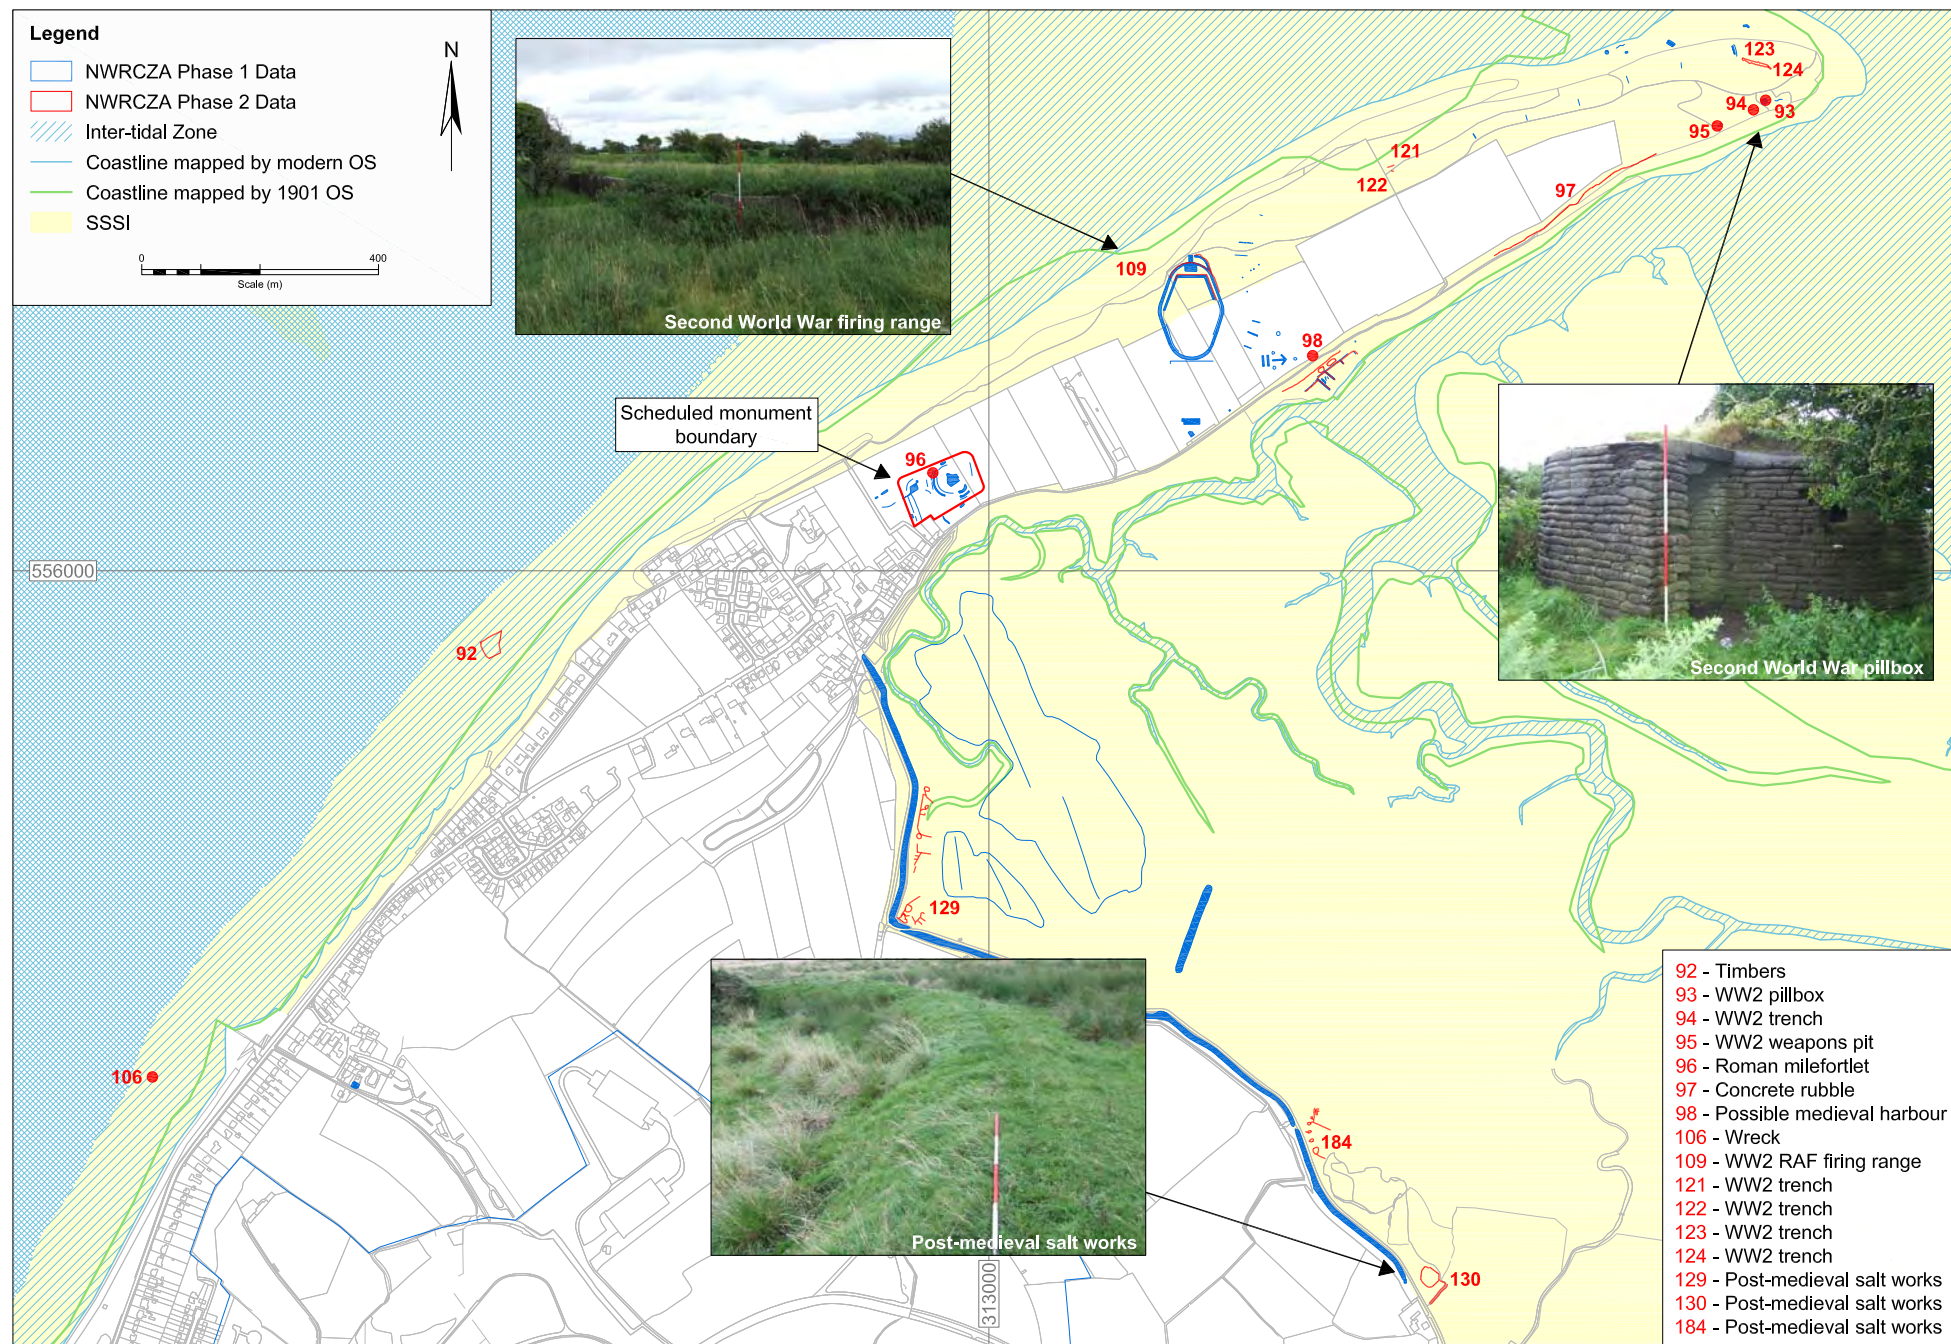 Legend
NWRCZA Phase 1 Data
NWRCZA Phase 2 Data
Inter-tidal Zone
Coastline mapped by modern OS
Coastline mapped by 1901 OS
SSSI
N
0 400
Scale (m)
Second World War firing range
123
124
94
93
95
121
122
97
109
98
Scheduled monument
boundary
96
Second World War pillbox
556000
92
129
106
184
130
Post-medieval salt works
313000
92 - Timbers
93 - WW2 pillbox
94 - WW2 trench
95 - WW2 weapons pit
96 - Roman milefortlet
97 - Concrete rubble
98 - Possible medieval harbour
106 - Wreck
109 - WW2 RAF firing range
121 - WW2 trench
122 - WW2 trench
123 - WW2 trench
124 - WW2 trench
129 - Post-medieval salt works
130 - Post-medieval salt works
184 - Post-medieval salt works